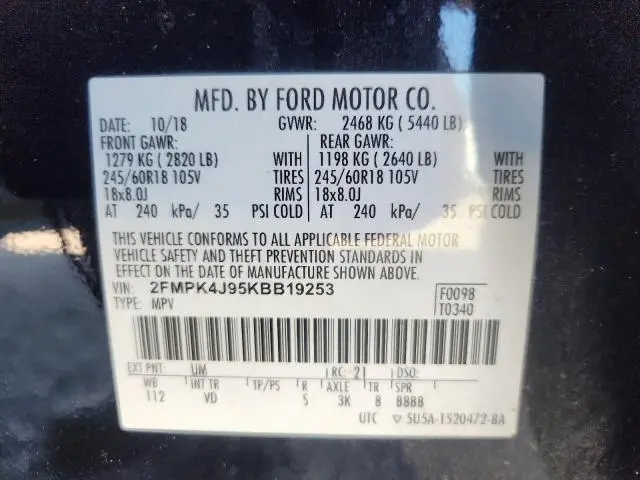 MFD. BY FORD MOTOR CO.
DATE: 10/18 GVWR: 2468 KG ( 5440 LB)
FRONT GAWR: REAR GAWR:
1279 KG ( 2820 LB) WITH 1198 KG ( 2640 LB) WITH
245/60R18 105V TIRES 245/60R18 105V TIRES
18x8.0J RIMS 18x8.0J RIMS
AT 240 kPa/ 35 PSI COLD AT 240 kPa/ 35 PSI COLD
THIS VEHICLE CONFORMS TO ALL APPLICABLE FEDERAL MOTOR
VEHICLE SAFETY AND THEFT PREVENTION STANDARDS IN
EFFECT ON THE DATE OF MANUFACTURE SHOWN ABOVE.
VIN: 2FMPK4J95KBB19253 F0098
TYPE: MPV T0340
EXT PNT: UM RC: 21 DSO:
WB INT TR TP/PS R AXLE TR SPR
112 VD S 3K 8 BBBB
UTC ▽ 5U5A-1520472-BA